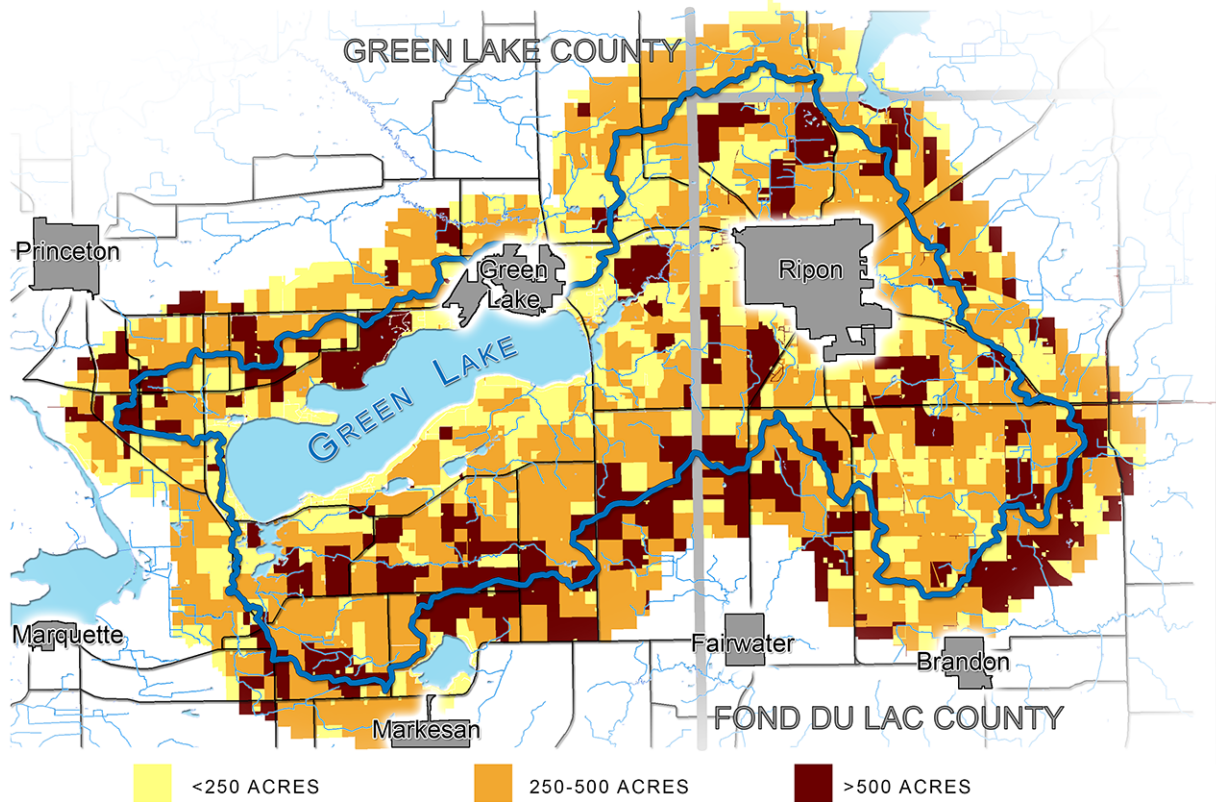 GREEN LAKE COUNTY
Princeton
Green
Lake
Ripon
GREEN LAKE
Marquette
Fairwater
Brandon
Markesan
FOND DU LAC COUNTY
<250 ACRES
250-500 ACRES
>500 ACRES